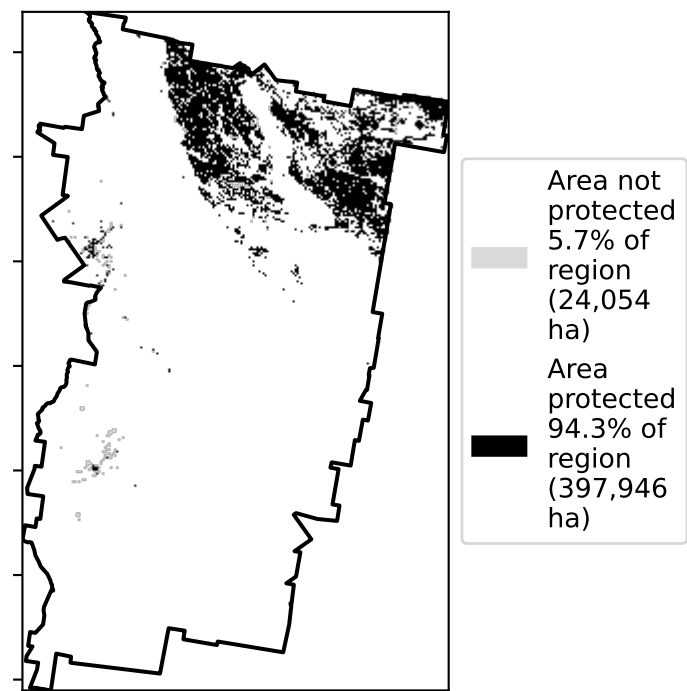 Area not
protected
5.7% of
region
(24,054
ha)
Area
protected
94.3% of
region
(397,946
ha)